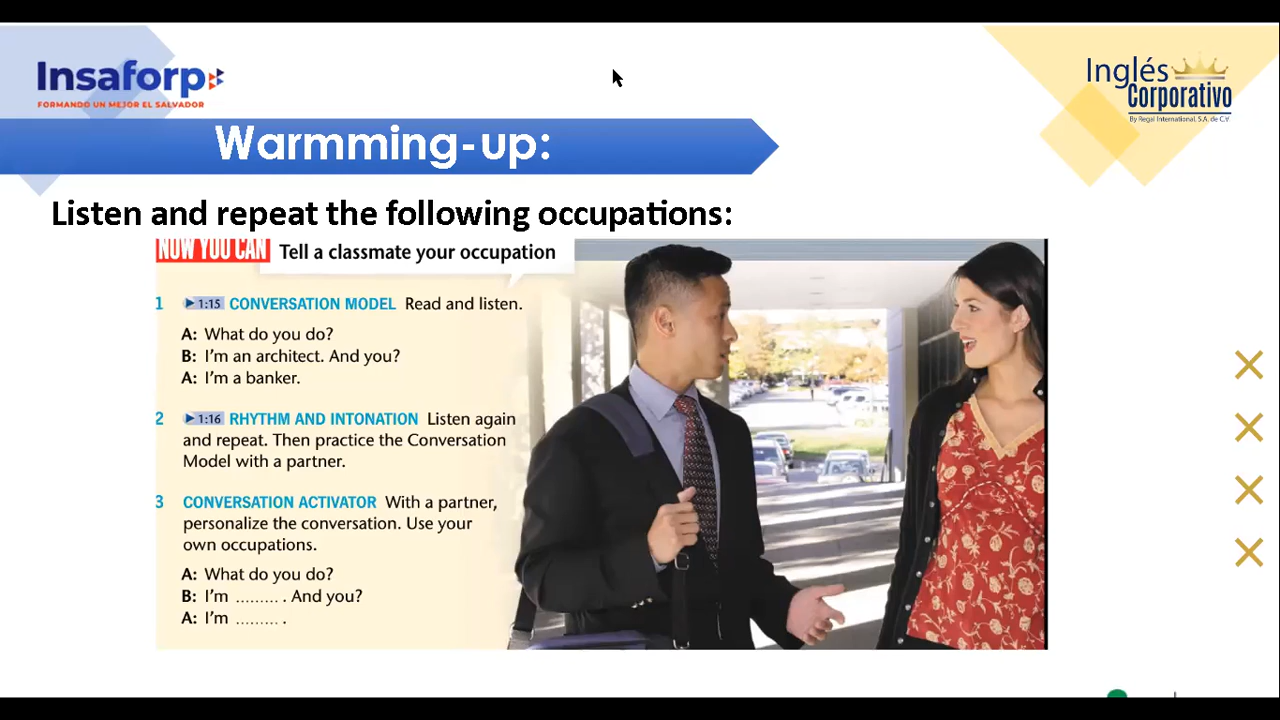 Insaforp
FORMANDO UN MEJOR EL SALVADOR
Inglés
Corporativo
By Regal International, S.A. de C.V
Warmming-up:
Listen and repeat the following occupations:
NOW YOU CAN Tell a classmate your occupation
1 1:15 CONVERSATION MODEL Read and listen.
A: What do you do?
B: I'm an architect. And you?
A: I'm a banker.
2 1:16 RHYTHM AND INTONATION Listen again
and repeat. Then practice the Conversation
Model with a partner.
3 CONVERSATION ACTIVATOR With a partner,
personalize the conversation. Use your
own occupations.
A: What do you do?
B: I'm ......... . And you?
A: I'm ......... .